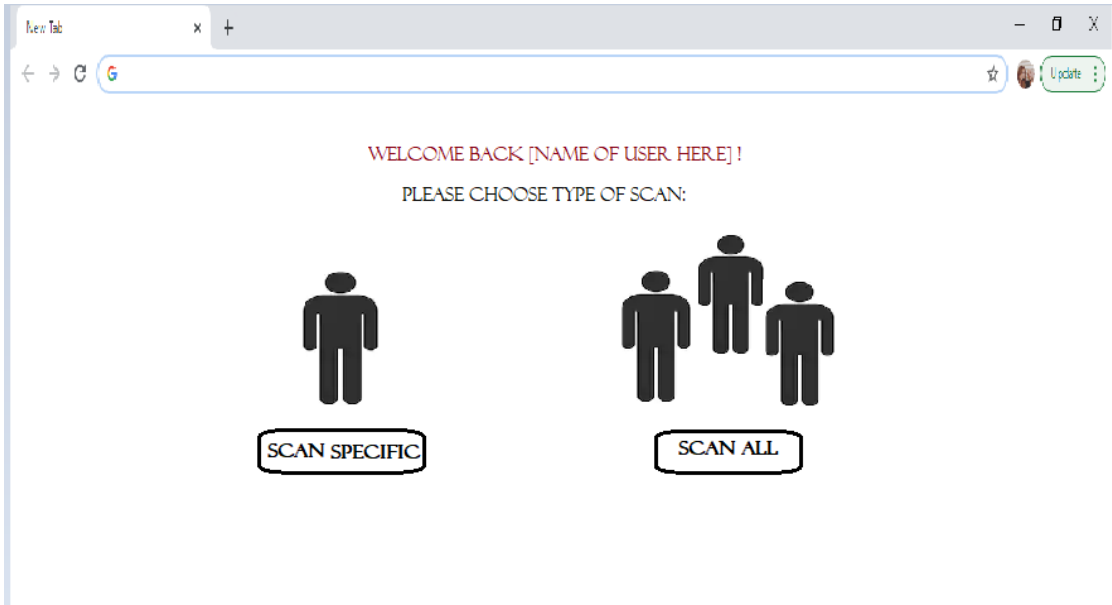 New Tab
Update
WELCOME BACK [NAME OF USER HERE] !
PLEASE CHOOSE TYPE OF SCAN:
SCAN SPECIFIC
SCAN ALL